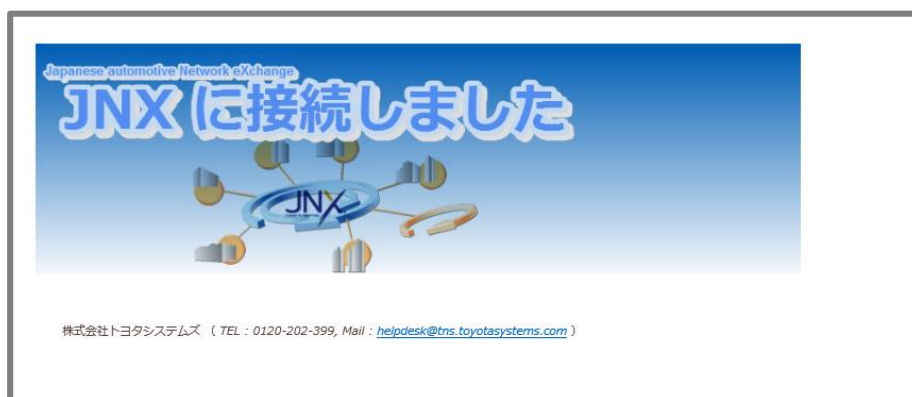 Japanese automotive Network eXchange
JNX に接続しました
JNX
株式会社トヨタシステムズ （ TEL : 0120-202-399, Mail : helpdesk@tns.toyotasystems.com ）